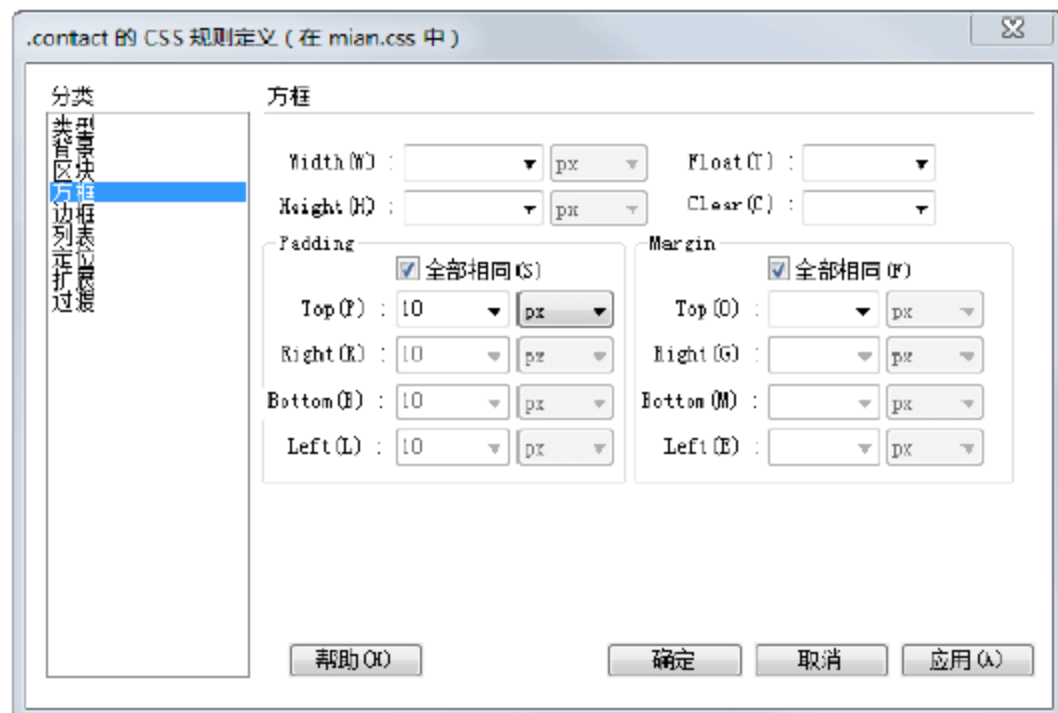 .contact 的 CSS 规则定义（在 mian.css 中）
分类
类型
背景
区块
方框
边框
列表
定位
扩展
过渡
方框
Width(W) : px Float(T) :
Height(H) : px Clear(C) :
Padding Margin
全部相同(S) 全部相同(F)
Top(P) : 10 px Top(O) : px
Right(R) : 10 px Right(G) : px
Bottom(B) : 10 px Bottom(M) : px
Left(L) : 10 px Left(E) : px
帮助(H) 确定 取消 应用(A)